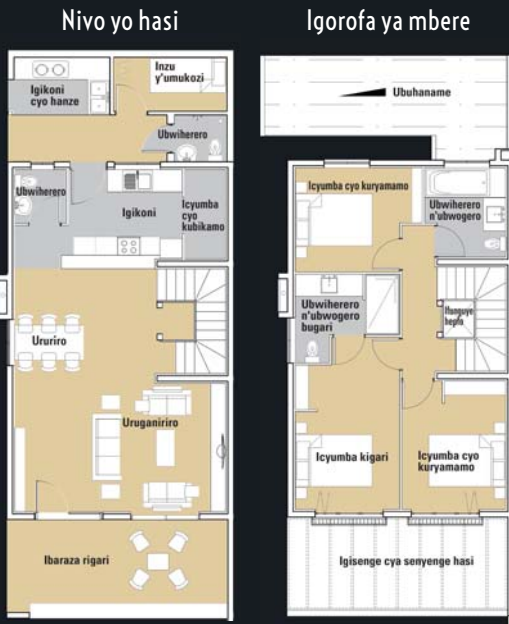 Nivo yo hasi
Igorofa ya mbere
Igikoni
cyo hanze
Inzu
y'umukozi
Ubwiherero
Ubwiherero
Igikoni
Icyumba
cyo
kubikamo
Ururiro
Uruganiriro
Ibaraza rigari
Ubuhaname
Icyumba cyo kuryamamo
Ubwiherero
n'ubwogero
Ubwiherero
n'ubwogero
bugari
Ifunguye
hepfo
Icyumba kigari
Icyumba cyo
kuryamamo
Igisenge cya senyenge hasi